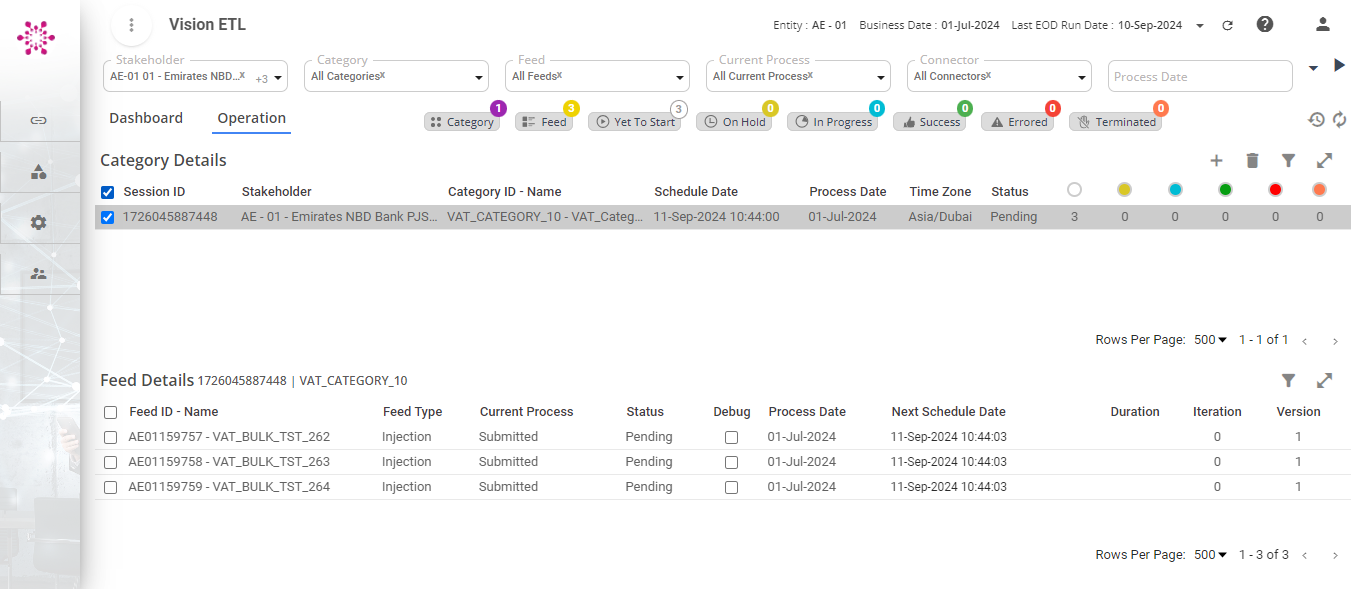 Vision ETL
Entity : AE - 01 Business Date : 01-Jul-2024 Last EOD Run Date : 10-Sep-2024
Stakeholder Category Feed Current Process Connector
AE-01 01 - Emirates NBD...x +3 All Categoriesx All Feedsx All Current Processx All Connectorsx Process Date
Dashboard Operation
1 3 3 0 0 0 0 0
Category Feed Yet To Start On Hold In Progress Success Errored Terminated
Category Details
Session ID Stakeholder Category ID - Name Schedule Date Process Date Time Zone Status
1726045887448 AE - 01 - Emirates NBD Bank PJS... VAT_CATEGORY_10 - VAT_Categ... 11-Sep-2024 10:44:00 01-Jul-2024 Asia/Dubai Pending 3 0 0 0 0 0
Rows Per Page: 500 1 - 1 of 1
Feed Details 1726045887448 | VAT_CATEGORY_10
Feed ID - Name Feed Type Current Process Status Debug Process Date Next Schedule Date Duration Iteration Version
AE01159757 - VAT_BULK_TST_262 Injection Submitted Pending 01-Jul-2024 11-Sep-2024 10:44:03 0 1
AE01159758 - VAT_BULK_TST_263 Injection Submitted Pending 01-Jul-2024 11-Sep-2024 10:44:03 0 1
AE01159759 - VAT_BULK_TST_264 Injection Submitted Pending 01-Jul-2024 11-Sep-2024 10:44:03 0 1
Rows Per Page: 500 1 - 3 of 3